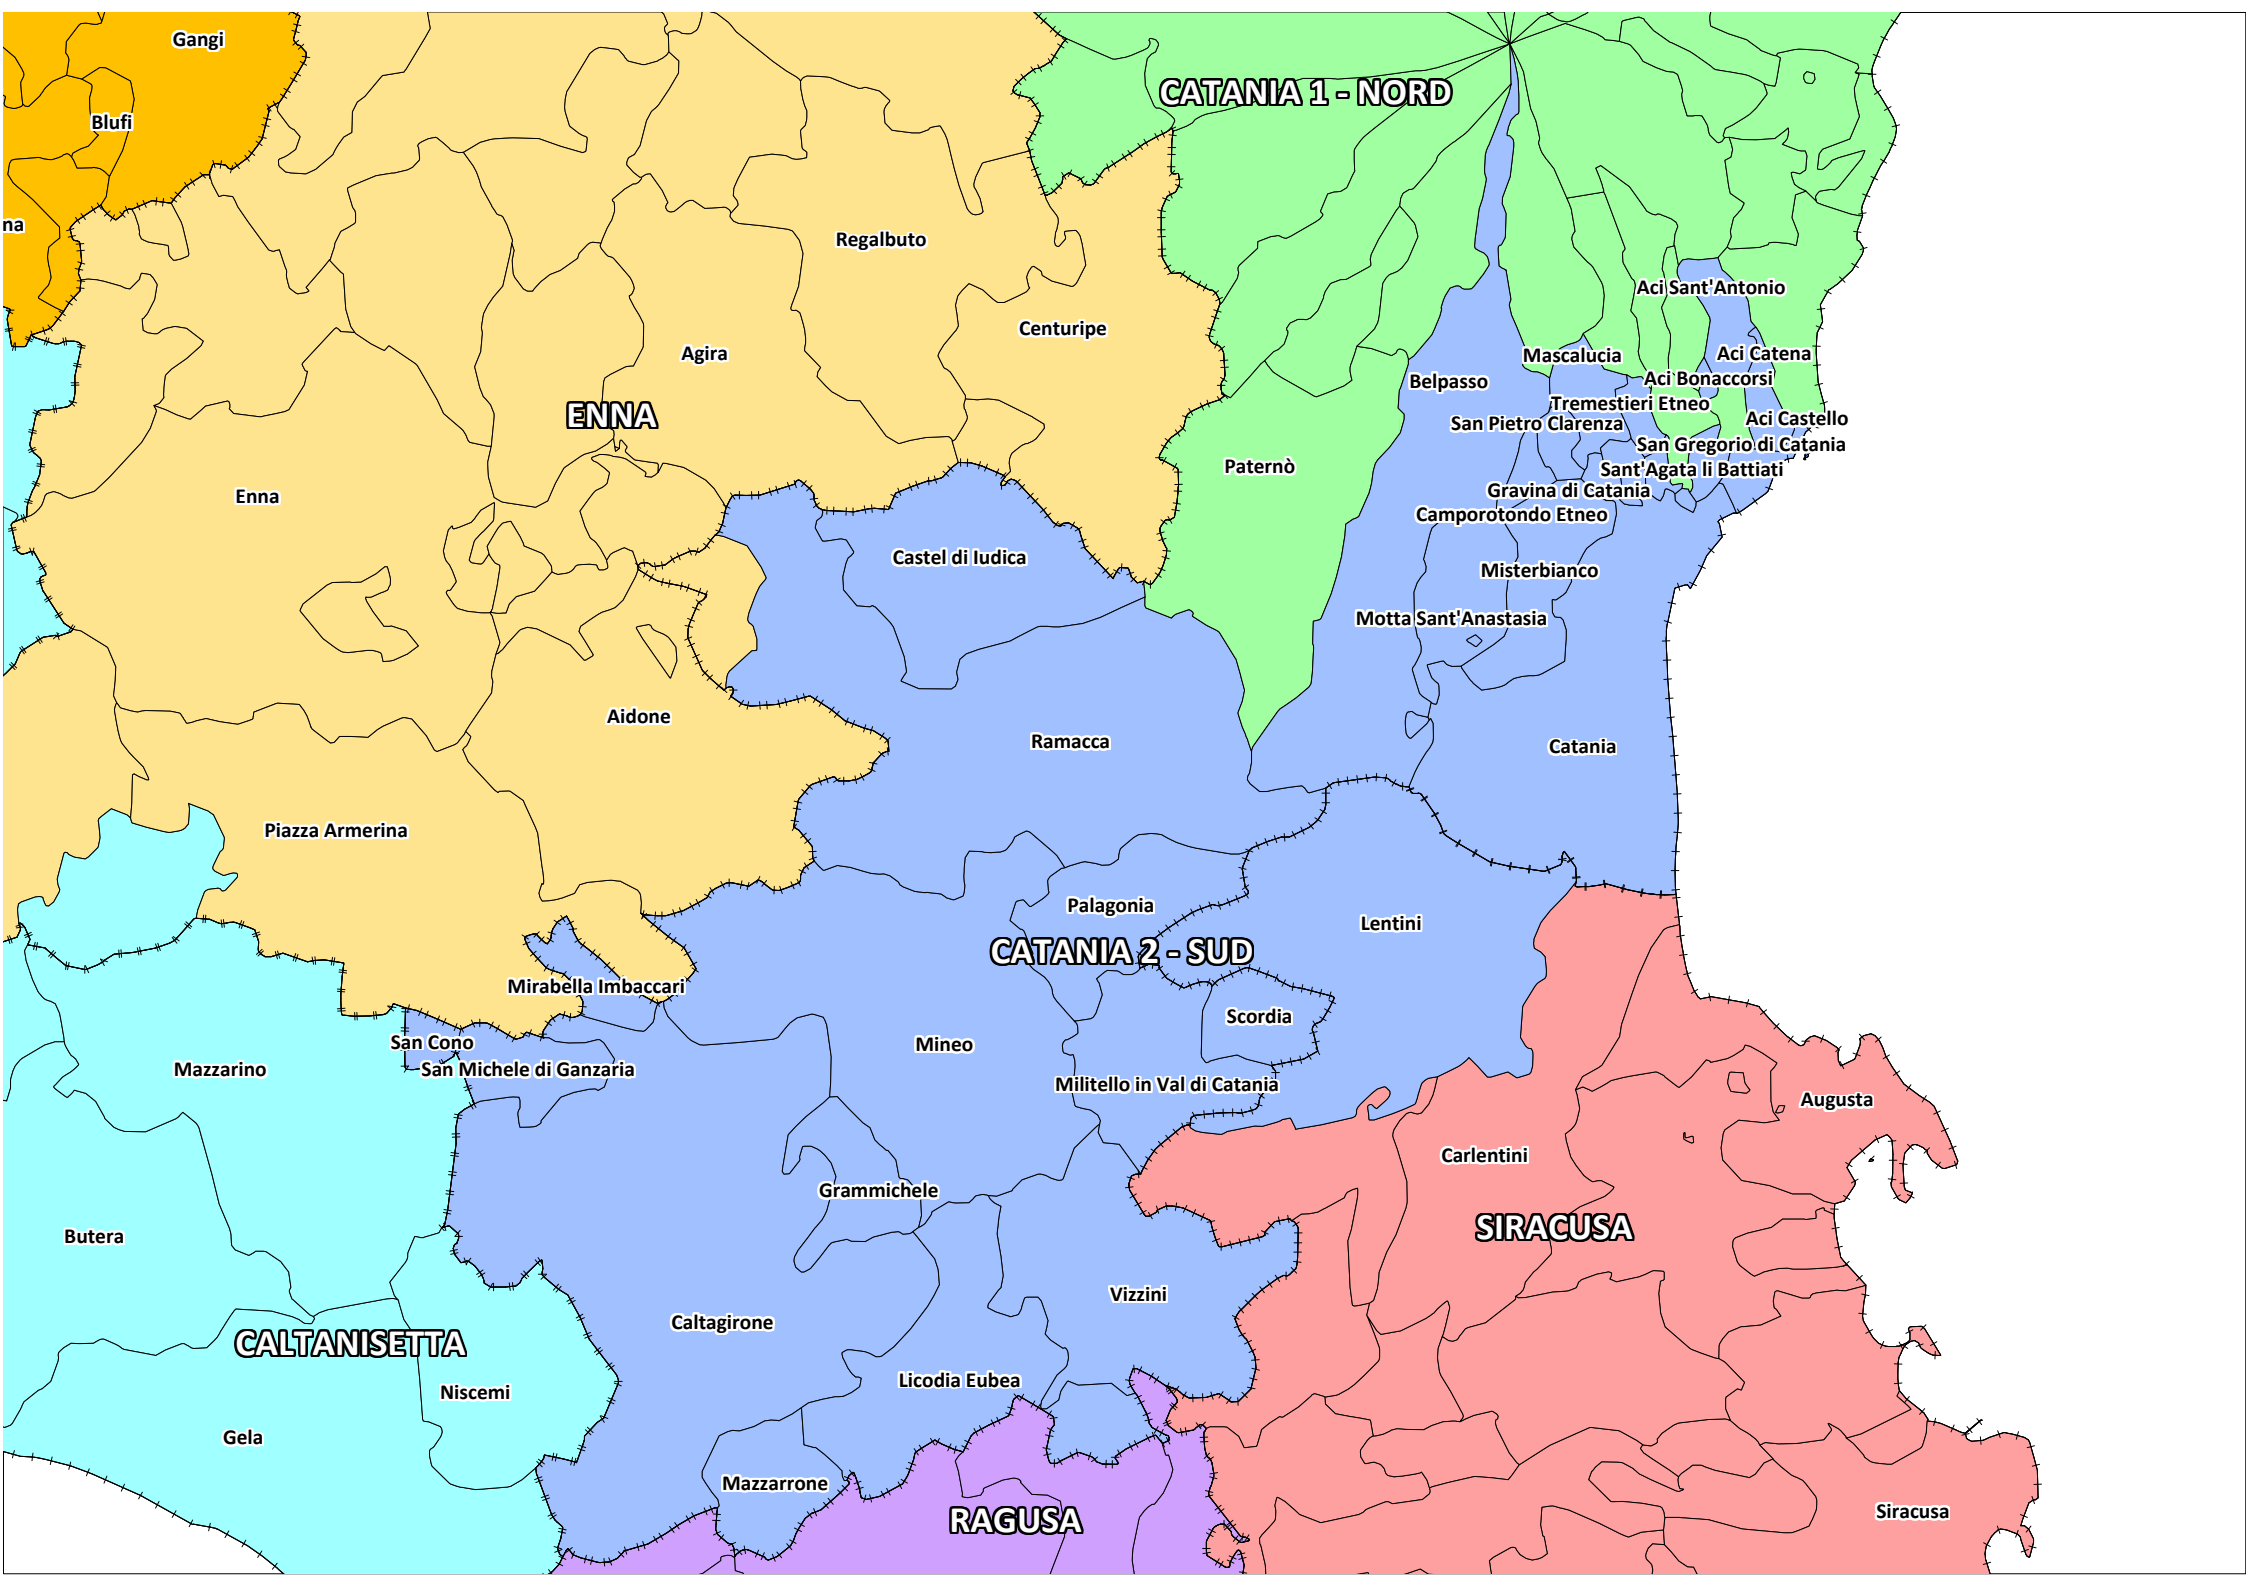 Gangi
CATANIA 1 - NORD
Blufi
na
Regalbuto
Aci Sant'Antonio
Centuripe
Agira
Mascalucia
Aci Catena
Belpasso
Aci Bonaccorsi
ENNA
Tremestieri Etneo
San Pietro Clarenza
Aci Castello
San Gregorio di Catania
Paternò
Sant'Agata li Battiati
Enna
Gravina di Catania
Camporotondo Etneo
Castel di Iudica
Misterbianco
Motta Sant'Anastasia
Aidone
Ramacca
Catania
Piazza Armerina
Palagonia
Lentini
CATANIA 2 - SUD
Mirabella Imbaccari
Scordia
San Cono
Mineo
Mazzarino
San Michele di Ganzaria
Militello in Val di Catania
Augusta
Carlentini
Grammichele
Butera
SIRACUSA
Vizzini
Caltagirone
CALTANISETTA
Licodia Eubea
Niscemi
Gela
Mazzarrone
RAGUSA
Siracusa